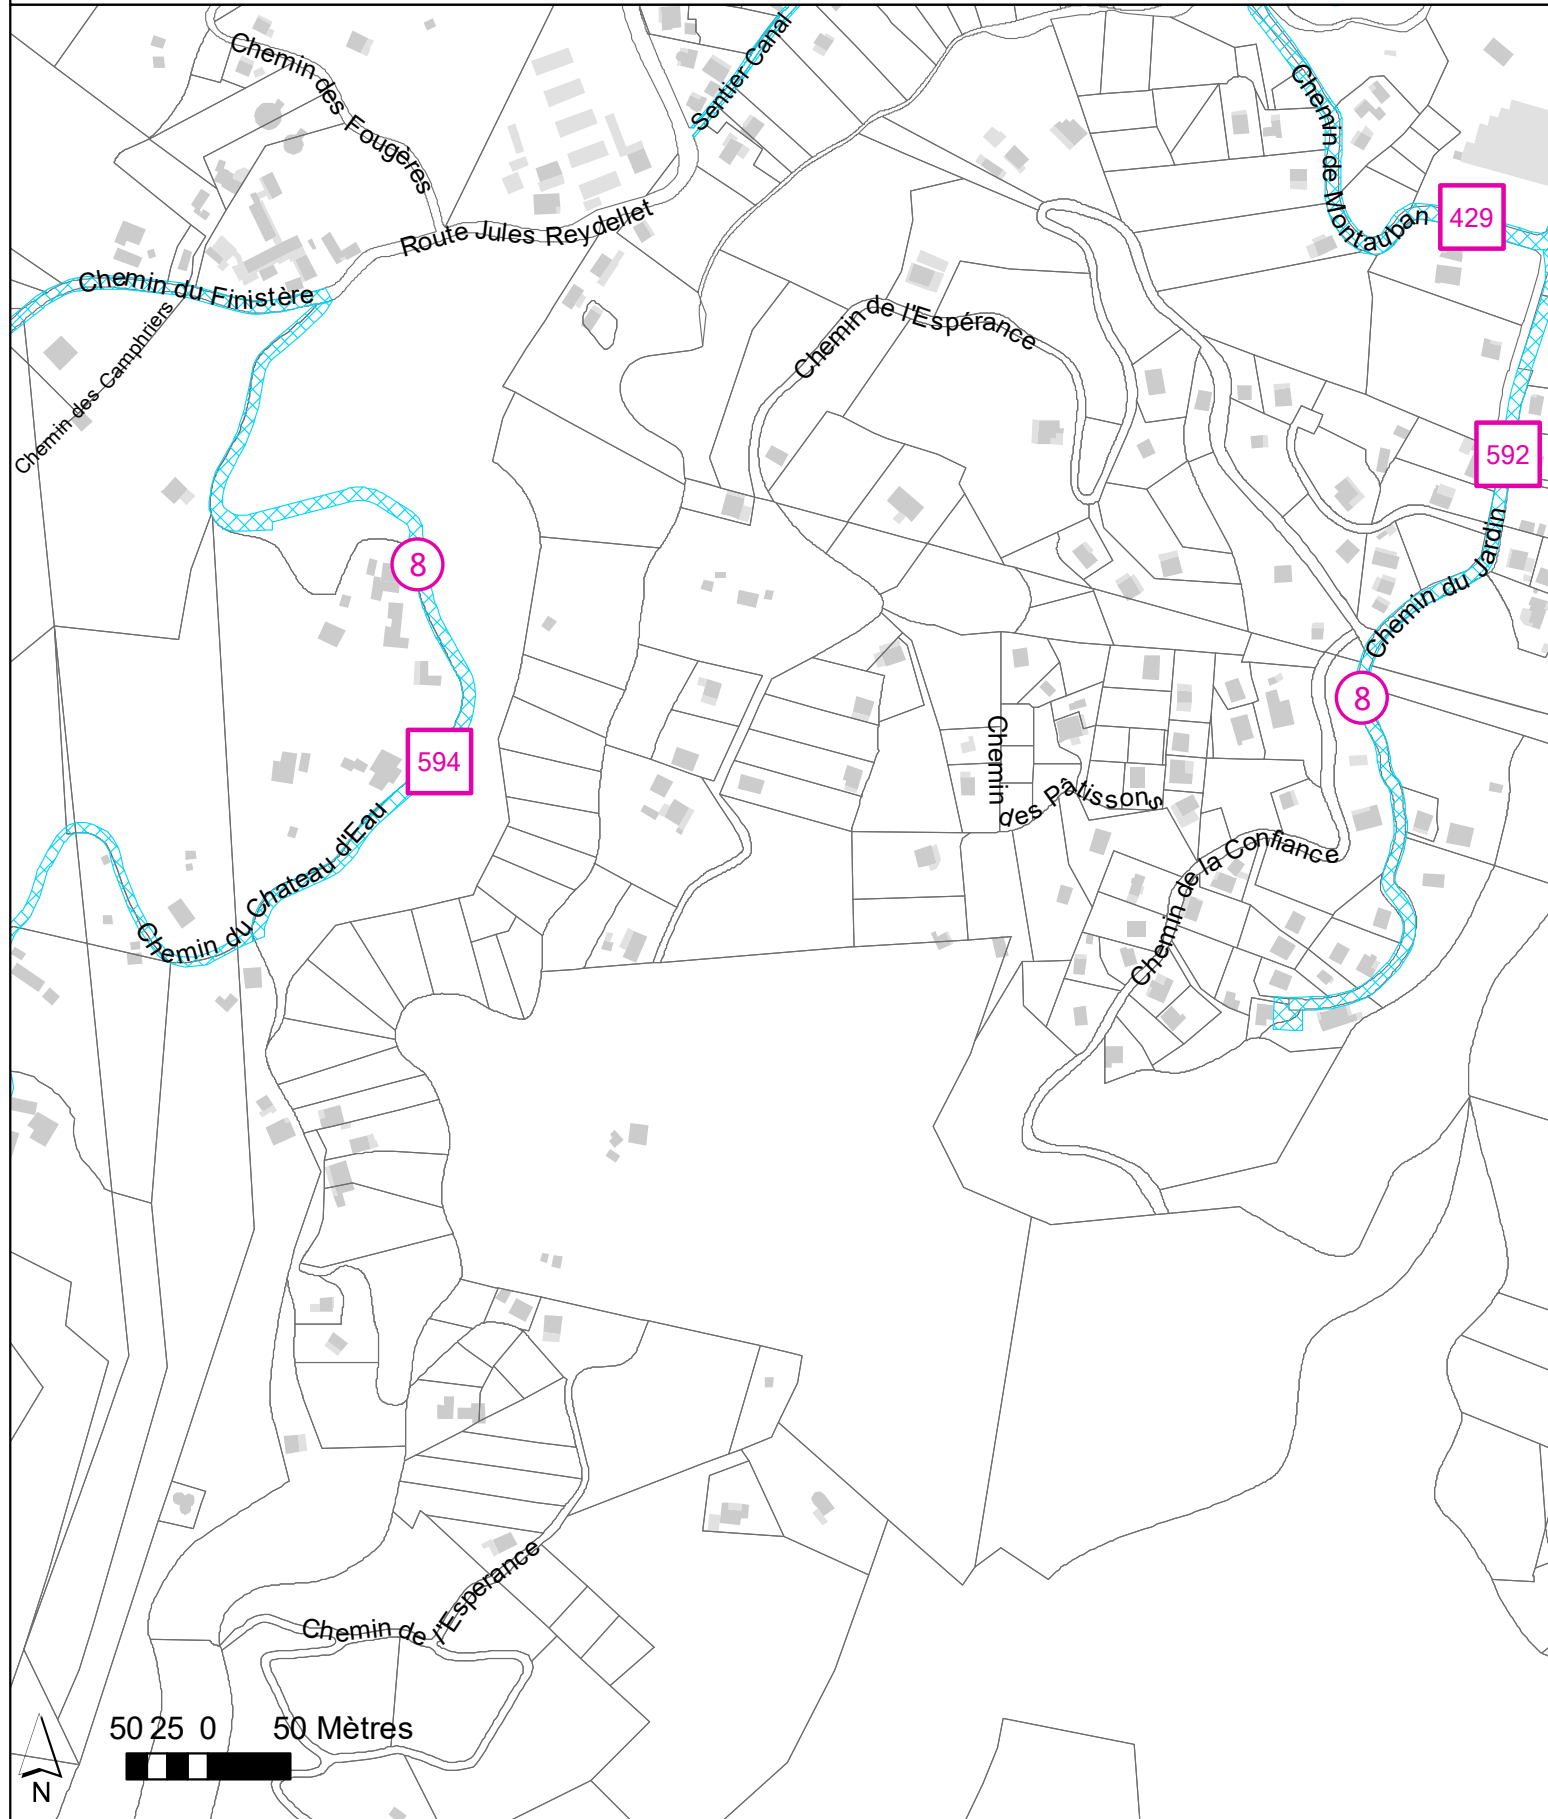 Chemin des Fougères
Sentier Canal
Chemin de Montauban
429
Route Jules Reydellet
Chemin du Finistère
Chemin des Camphriers
Chemin de l'Espérance
592
Chemin du Jardin
8
8
594
Chemin
des Pâtissons
Chemin du Chateau d'Eau
Chemin de la Confiance
Chemin de l'Esperance
50 25 0 50 Mètres
N